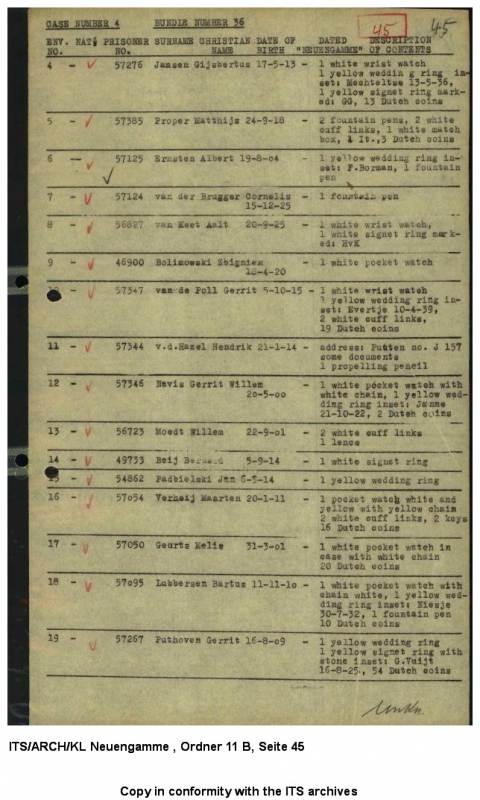 CASE NUMBER 4 BUNDLE NUMBER 36 45 45
ENV. NAT. PRISONER SURNAME CHRISTIAN DATE OF DATED DESCRIPTION
NO. NO. NAME BIRTH "NEUENGAMME" OF CONTENTS
4 - 57276 Jansen Gijsbertus 17-5-13 - 1 white wrist watch
1 yellow wedding ring in-
set: Mechteltse 13-5-36,
1 yellow signet ring mark-
ed: GG, 13 Dutch coins
5 - 57385 Proper Matthijs 24-9-18 - 2 fountain pens, 2 white
cuff links, 1 white match
box, 1 It.,3 Dutch coins
6 - 57125 Ernsten Albert 19-8-04 - 1 yellow wedding ring in-
set: F.Borman, 1 fountain
pen
7 - 57124 van der Brugger Cornelis - 1 fountain pen
15-12-25
8 - 56827 van Keet Aalt 20-9-25 - 1 white wrist watch,
1 white signet ring mark-
ed: HvK
9 - 46900 Bolimowski Zbigniew - 1 white pocket watch
18-4-20
10 - 57347 van de Poll Gerrit 5-10-15 - 1 white wrist watch
1 yellow wedding ring in-
set: Evertje 10-4-39,
2 white cuff links,
19 Dutch coins
11 - 57344 v.d.Hazel Hendrik 21-1-14 - address: Putten no. J 157
some documents
1 propelling pencil
12 - 57346 Navis Gerrit Willem - 1 white pocket watch with
20-5-00 white chain, 1 yellow wed-
ding ring inset: Janne
21-10-22, 2 Dutch coins
13 - 56723 Moedt Willem 22-9-01 - 2 white cuff links
1 lence
14 - 49733 Beij Bernard 5-9-14 - 1 white signet ring
15 - 54862 Padbielski Jan 6-5-14 - 1 yellow wedding ring
16 - 57054 Verheij Maarten 20-1-11 - 1 pocket watch white and
yellow with yellow chain
2 white cuff links, 2 keys
16 Dutch coins
17 - 57050 Geurts Melis 31-3-01 - 1 white pocket watch in
case with white chain
20 Dutch coins
18 - 57095 Lubbersen Bartus 11-11-10 - 1 white pocket watch with
chain white, 1 yellow wed-
ding ring inset: Niesje
30-7-32, 1 fountain pen
10 Dutch coins
19 - 57267 Puthoven Gerrit 16-8-09 - 1 yellow wedding ring
1 yellow signet ring with
stone inset: G.Vuijt
16-8-25., 54 Dutch coins
ITS/ARCH/KL Neuengamme , Ordner 11 B, Seite 45
Copy in conformity with the ITS archives